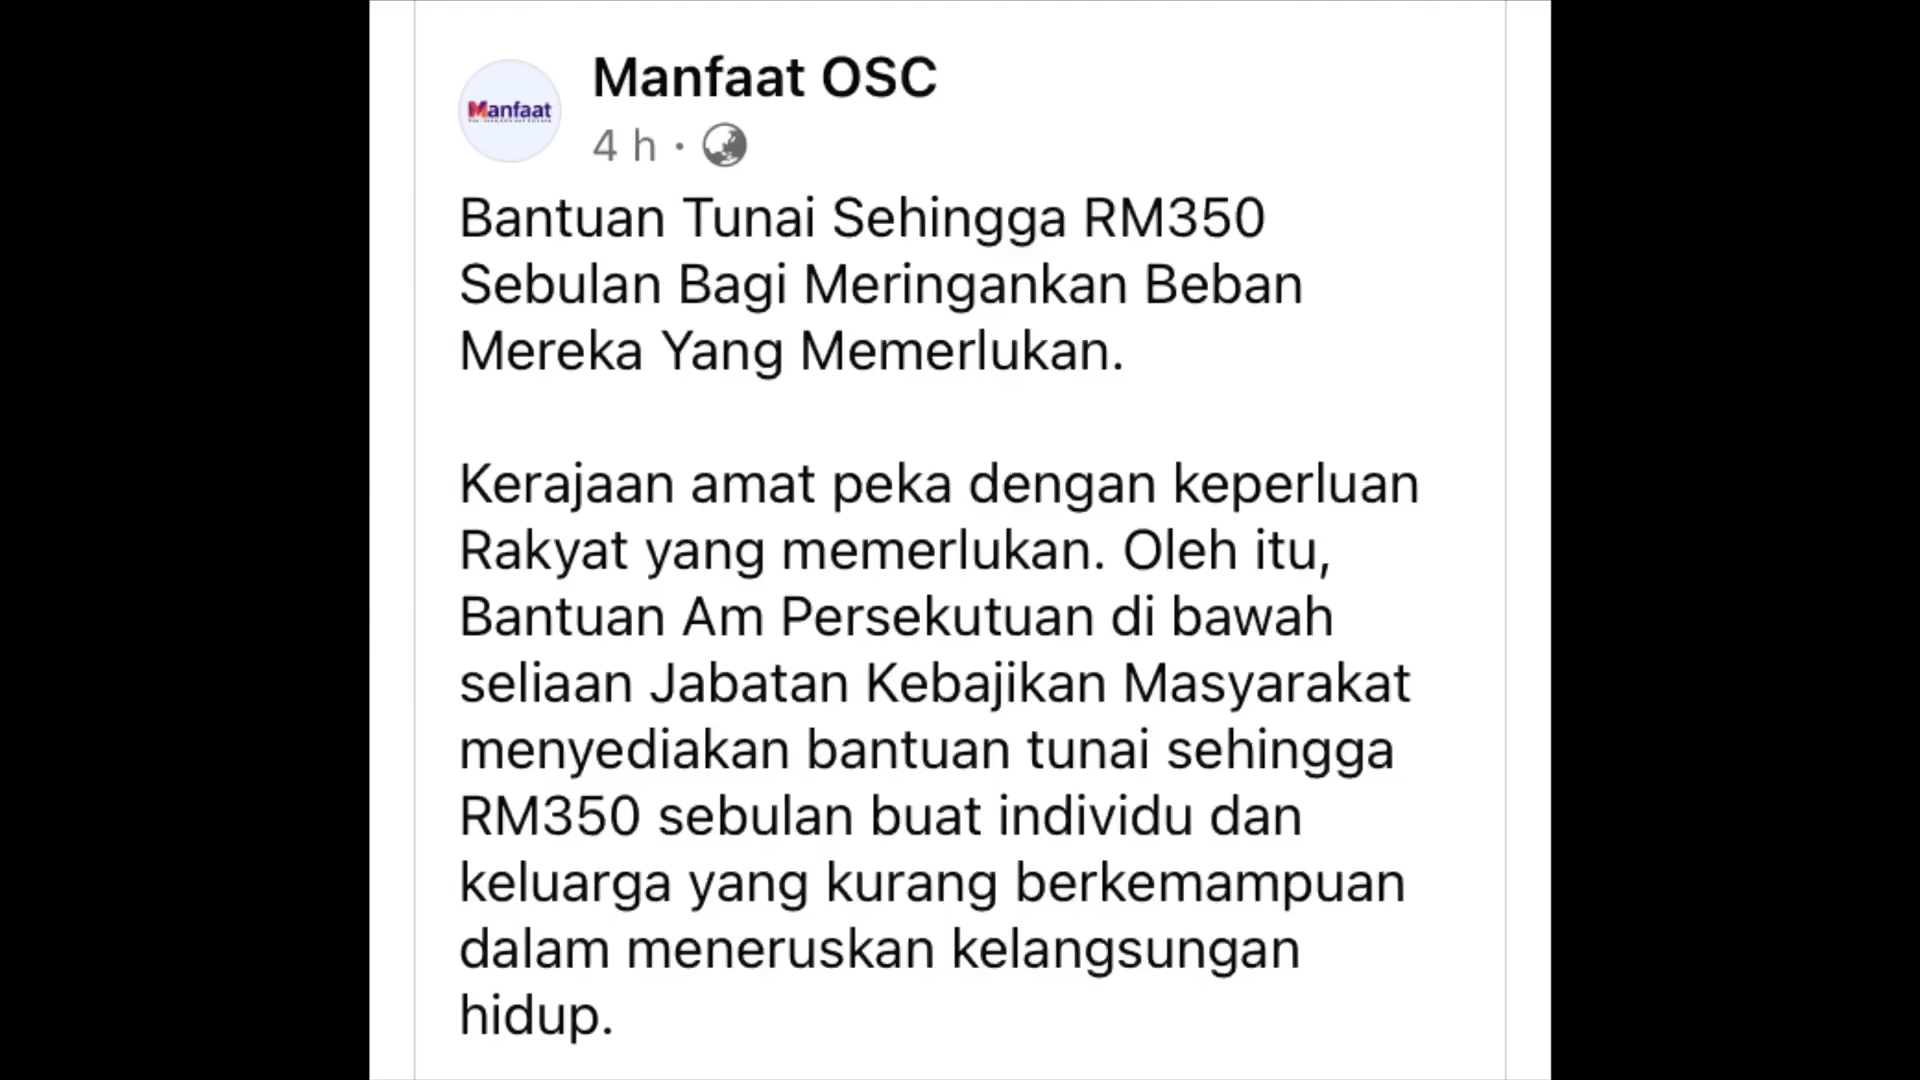 Manfaat OSC
Manfaat
4 h ·
Bantuan Tunai Sehingga RM350
Sebulan Bagi Meringankan Beban
Mereka Yang Memerlukan.
Kerajaan amat peka dengan keperluan
Rakyat yang memerlukan. Oleh itu,
Bantuan Am Persekutuan di bawah
seliaan Jabatan Kebajikan Masyarakat
menyediakan bantuan tunai sehingga
RM350 sebulan buat individu dan
keluarga yang kurang berkemampuan
dalam meneruskan kelangsungan
hidup.